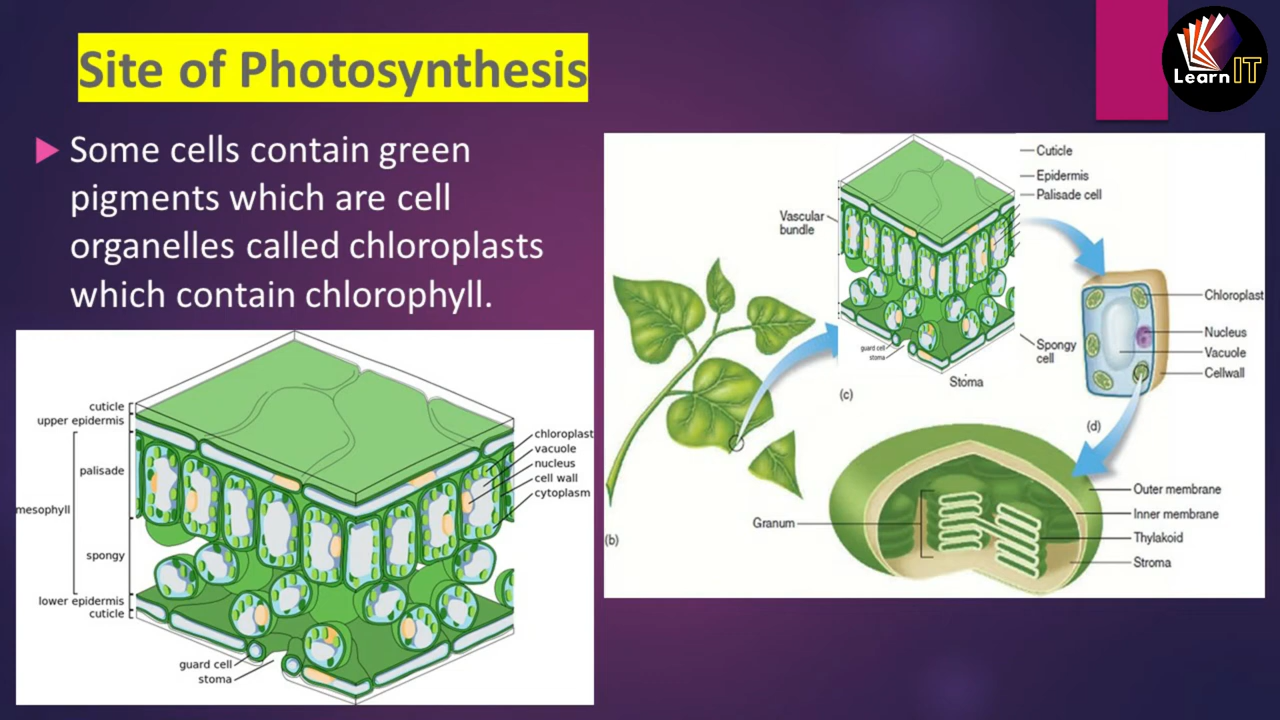 Site of Photosynthesis
Learn IT
Some cells contain green
pigments which are cell
organelles called chloroplasts
which contain chlorophyll.
cuticle
upper epidermis
palisade
mesophyll
spongy
lower epidermis
cuticle
guard cell
stoma
chloroplast
vacuole
nucleus
cell wall
cytoplasm
Cuticle
Epidermis
Palisade cell
Vascular
bundle
guard cell
stoma
Spongy
cell
Stoma
(c)
Chloroplast
Nucleus
Vacuole
Cellwall
(d)
(b)
Granum
Outer membrane
Inner membrane
Thylakoid
Stroma